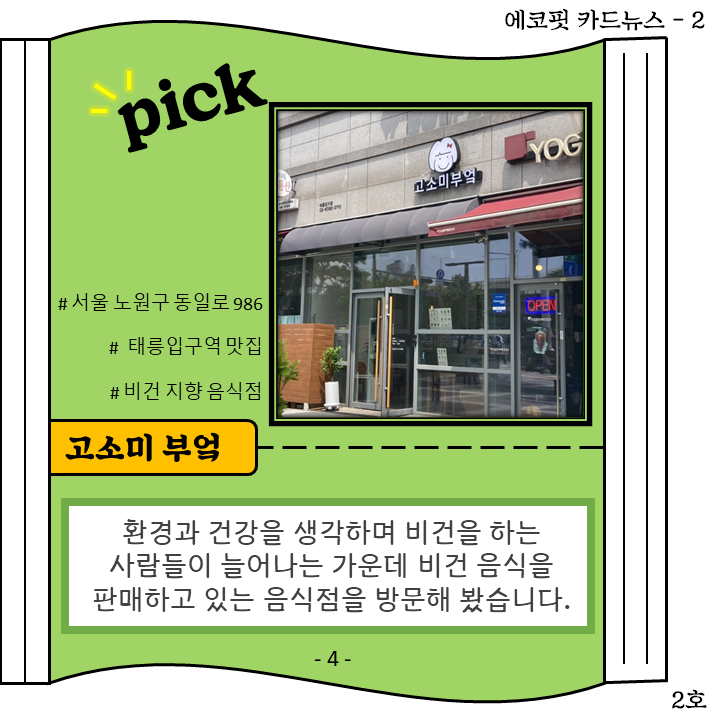 에코핏 카드뉴스 - 2
pick
고소미부엌
YOG
OPEN
# 서울 노원구 동일로 986
# 태릉입구역 맛집
# 비건 지향 음식점
고소미 부엌
환경과 건강을 생각하며 비건을 하는
사람들이 늘어나는 가운데 비건 음식을
판매하고 있는 음식점을 방문해 봤습니다.
- 4 -
2호